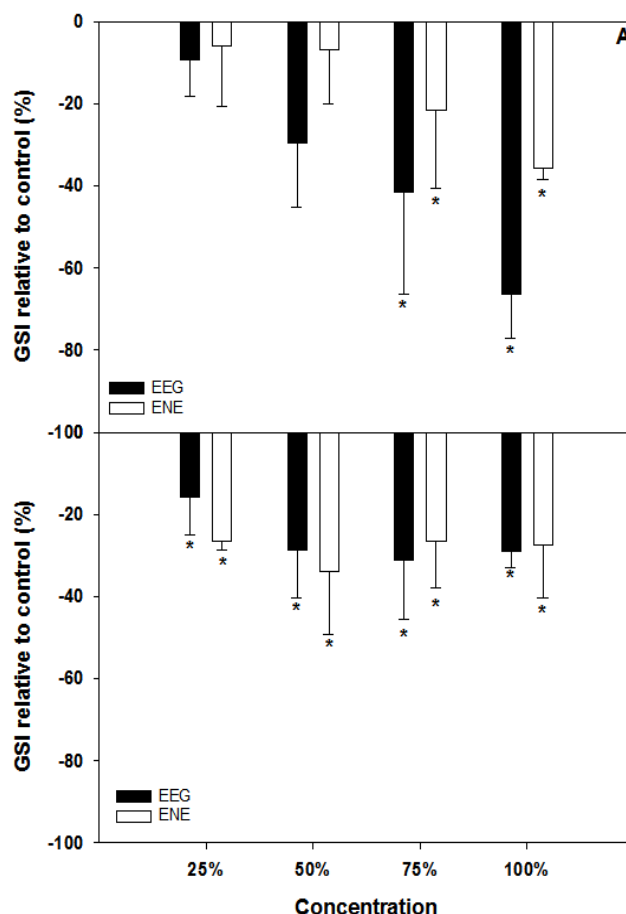 0
A
-20
-40
-60
-80
GSI relative to control (%)
EEG
ENE
*
*
*
*
-100
-20
-40
-60
-80
-100
GSI relative to control (%)
*
*
*
*
*
*
*
*
EEG
ENE
25% 50% 75% 100%
Concentration